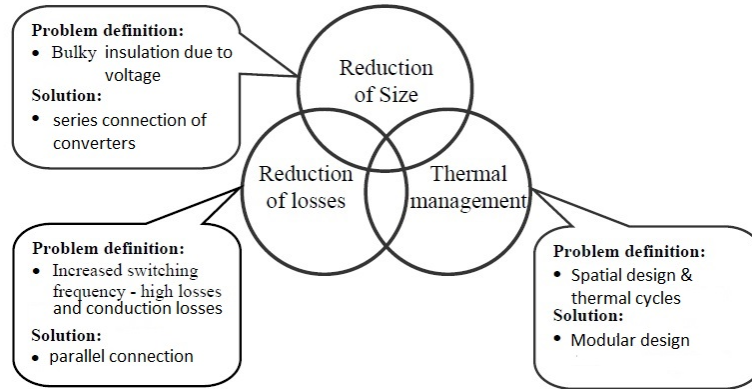 Problem definition:
• Bulky insulation due to
voltage
Solution:
• series connection of
converters
Reduction
of Size
Reduction
of losses
Thermal
management
Problem definition:
• Increased switching
frequency - high losses
and conduction losses
Solution:
• parallel connection
Problem definition:
• Spatial design &
thermal cycles
Solution:
• Modular design